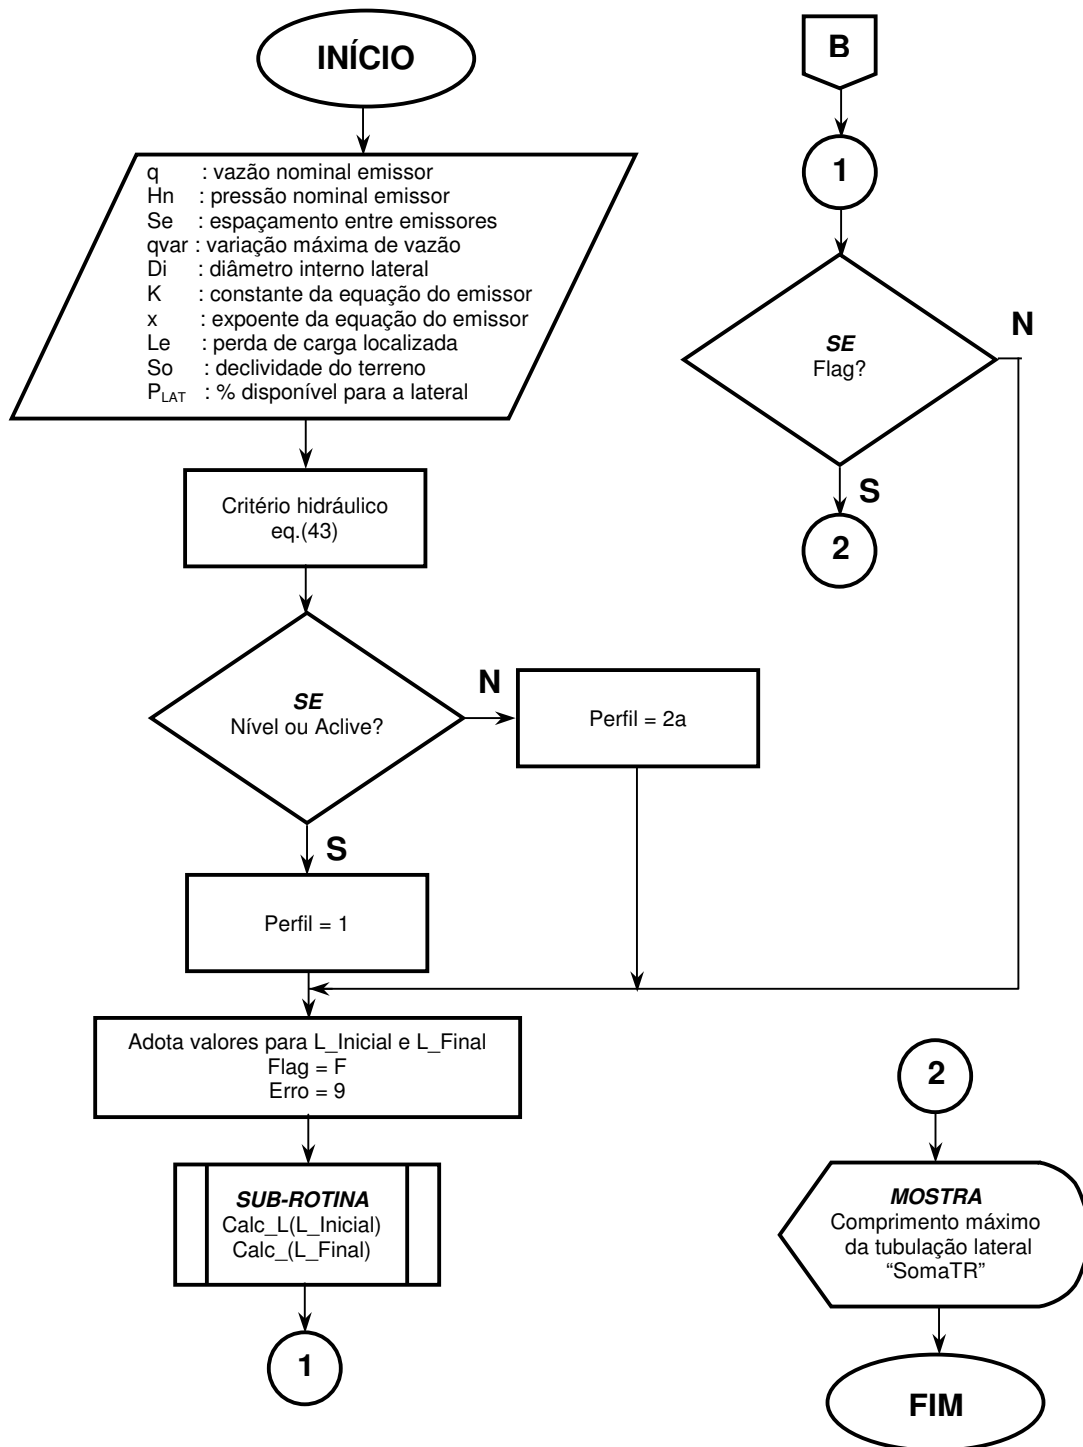 INÍCIO
q : vazão nominal emissor
Hn : pressão nominal emissor
Se : espaçamento entre emissores
qvar : variação máxima de vazão
Di : diâmetro interno lateral
K : constante da equação do emissor
x : expoente da equação do emissor
Le : perda de carga localizada
So : declividade do terreno
PLAT : % disponível para a lateral
Critério hidráulico
eq.(43)
SE
Nível ou Aclive?
N
Perfil = 2a
S
Perfil = 1
Adota valores para L_Inicial e L_Final
Flag = F
Erro = 9
SUB-ROTINA
Calc_L(L_Inicial)
Calc_(L_Final)
1
B
1
SE
Flag?
N
S
2
2
MOSTRA
Comprimento máximo
da tubulação lateral
“SomaTR”
FIM